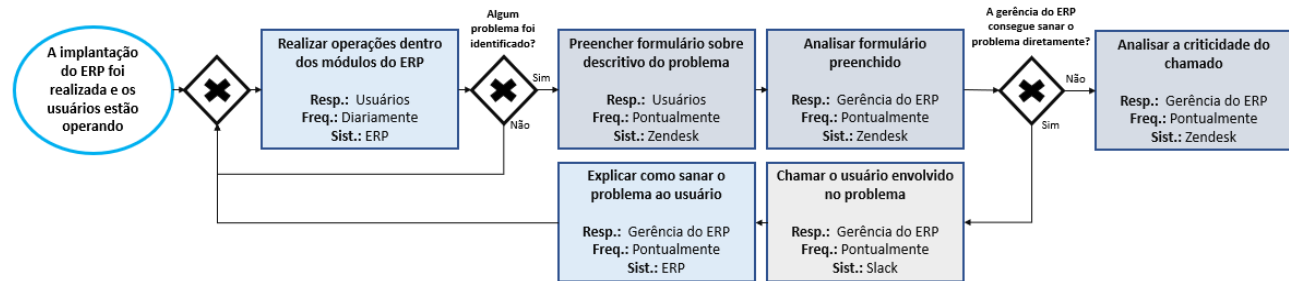 A implantação
do ERP foi
realizada e os
usuários estão
operando
Realizar operações dentro
dos módulos do ERP
Resp.: Usuários
Freq.: Diariamente
Sist.: ERP
Algum
problema foi
identificado?
Sim
Não
Preencher formulário sobre
descritivo do problema
Resp.: Usuários
Freq.: Pontualmente
Sist.: Zendesk
Analisar formulário
preenchido
Resp.: Gerência do ERP
Freq.: Pontualmente
Sist.: Zendesk
A gerência do ERP
consegue sanar o
problema diretamente?
Não
Sim
Analisar a criticidade do
chamado
Resp.: Gerência do ERP
Freq.: Pontualmente
Sist.: Zendesk
Explicar como sanar o
problema ao usuário
Resp.: Gerência do ERP
Freq.: Pontualmente
Sist.: ERP
Chamar o usuário envolvido
no problema
Resp.: Gerência do ERP
Freq.: Pontualmente
Sist.: Slack